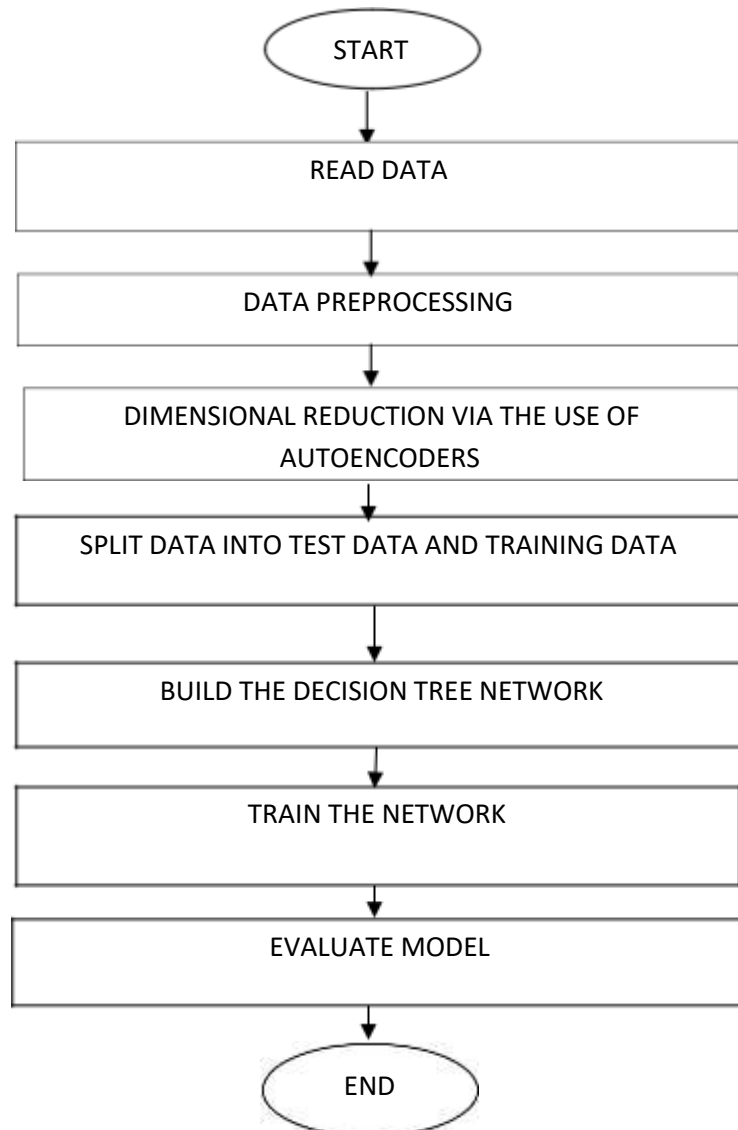 START
READ DATA
DATA PREPROCESSING
DIMENSIONAL REDUCTION VIA THE USE OF
AUTOENCODERS
SPLIT DATA INTO TEST DATA AND TRAINING DATA
BUILD THE DECISION TREE NETWORK
TRAIN THE NETWORK
EVALUATE MODEL
END